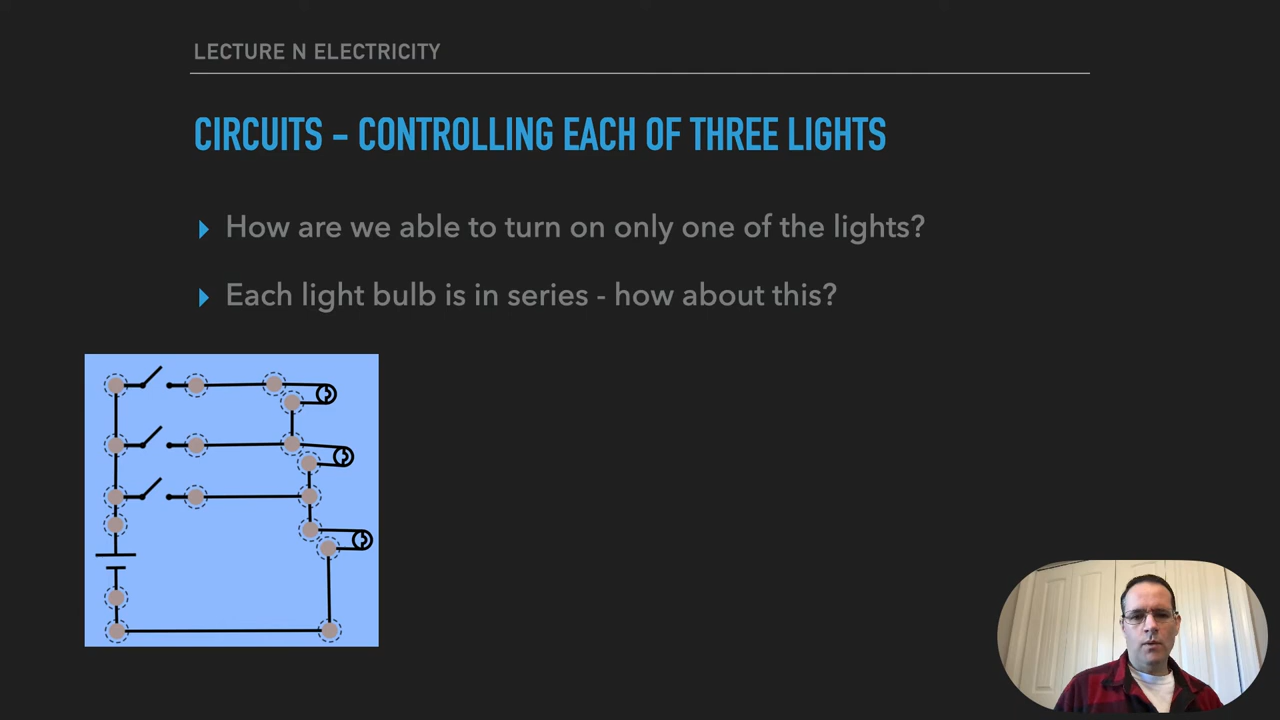 LECTURE N ELECTRICITY
CIRCUITS - CONTROLLING EACH OF THREE LIGHTS
How are we able to turn on only one of the lights?
Each light bulb is in series - how about this?